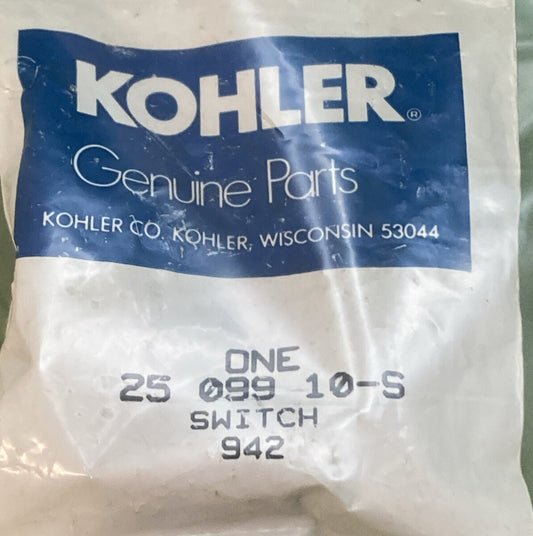 KOHLER®
Genuine Parts
KOHLER CO. KOHLER, WISCONSIN 53044
ONE
25 099 10-S
SWITCH
942